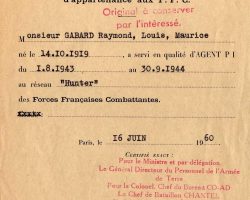 d'appartenance aux F.F.C.
Original à conserver
par l'intéressé.
Monsieur GABARD Raymond, Louis, Maurice
né le 14.10.1919 a servi en qualité d'AGENT P 1
du 1.8.1943 au 30.9.1944
au réseau "Hunter"
des Forces Françaises Combattantes.
xxxxx
Paris, le 16 JUIN 1960
CERTIFIÉ EXACT :
Pour le Ministre et par délégation.
Le Général Directeur du Personnel de l'Armée
de Terre
Pour le Colonel, Chef du Bureau CO-AD
Le Chef de Bataillon CHANTEL